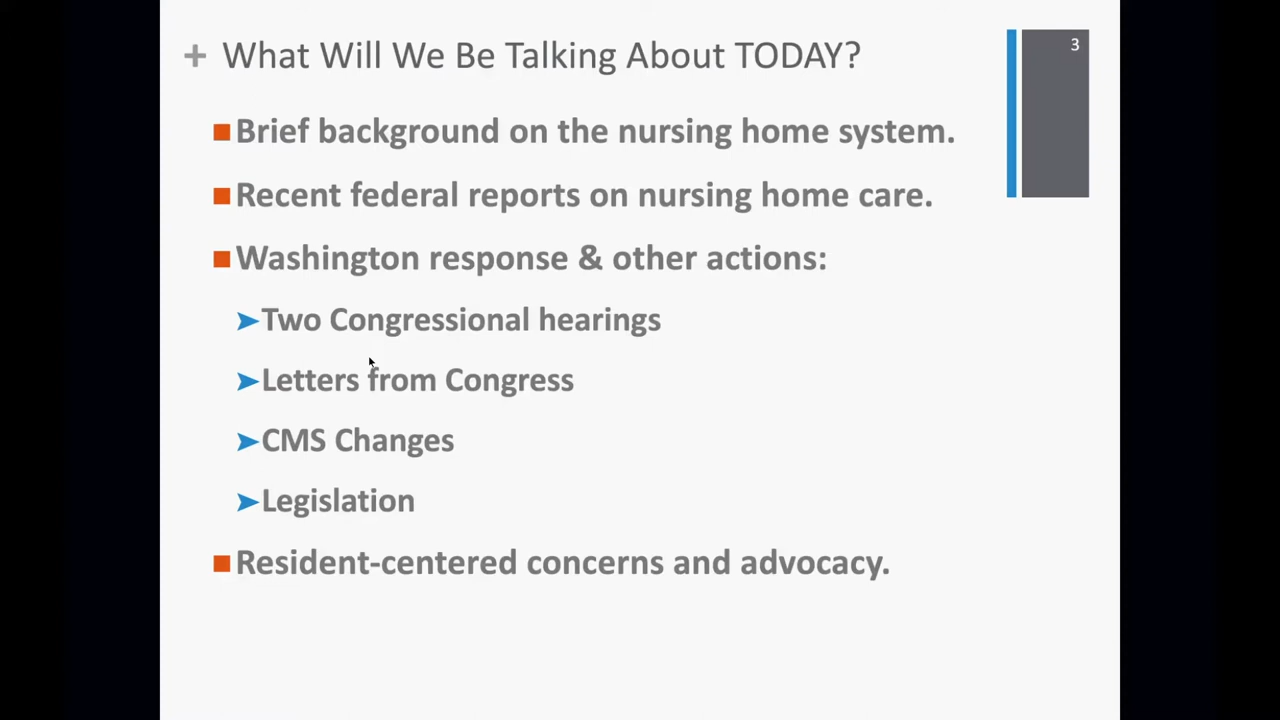 + What Will We Be Talking About TODAY?
3
Brief background on the nursing home system.
Recent federal reports on nursing home care.
Washington response & other actions:
Two Congressional hearings
Letters from Congress
CMS Changes
Legislation
Resident-centered concerns and advocacy.